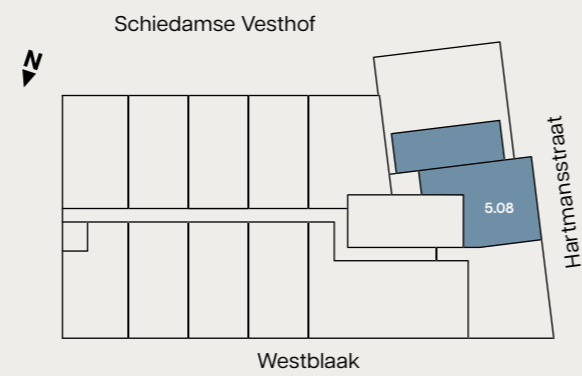 Schiedamse Vesthof
N
Hartmansstraat
5.08
Westblaak